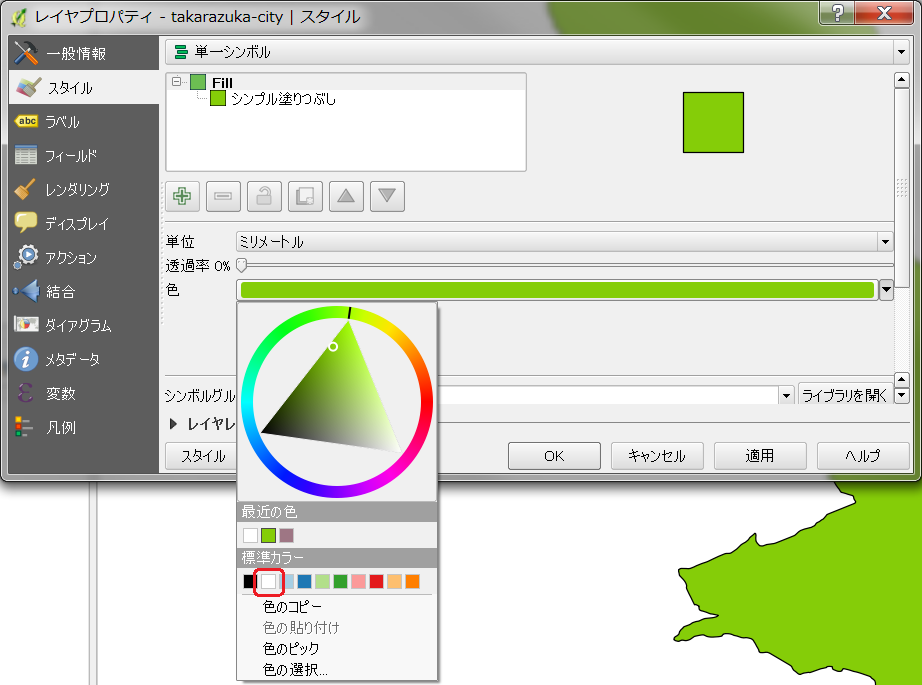 レイヤプロパティ - takarazuka-city | スタイル
?
X
一般情報
スタイル
abc ラベル
フィールド
レンダリング
ディスプレイ
アクション
結合
ダイアグラム
メタデータ
変数
凡例
単一シンボル
Fill
シンプル塗りつぶし
単位
ミリメートル
透過率 0%
色
シンボルグル
ライブラリを開く
レイヤレ
スタイル
OK
キャンセル
適用
ヘルプ
最近の色
標準カラー
色のコピー
色の貼り付け
色のピック
色の選択...